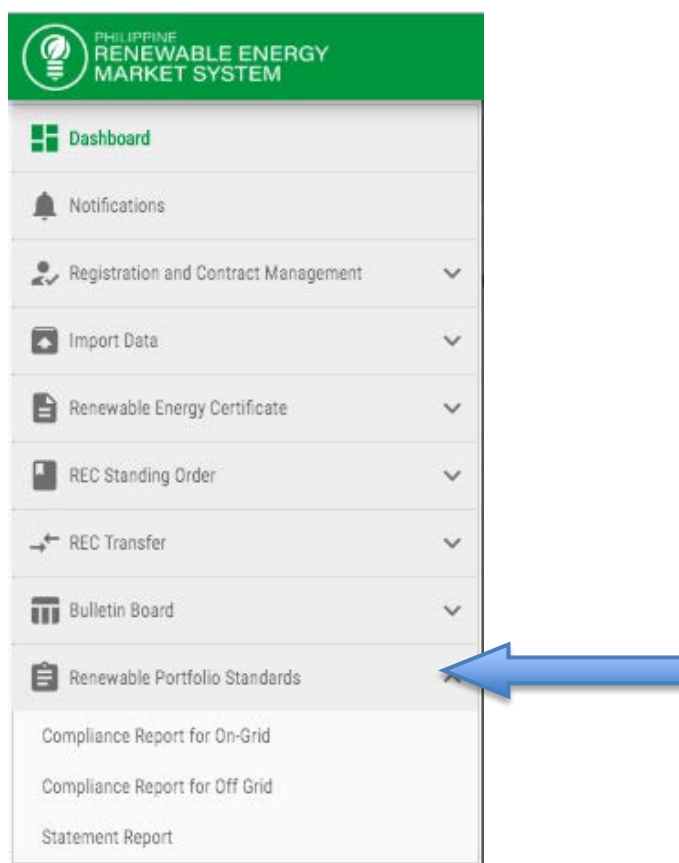 PHILIPPINE
RENEWABLE ENERGY
MARKET SYSTEM
Dashboard
Notifications
Registration and Contract Management
Import Data
Renewable Energy Certificate
REC Standing Order
REC Transfer
Bulletin Board
Renewable Portfolio Standards
Compliance Report for On-Grid
Compliance Report for Off Grid
Statement Report